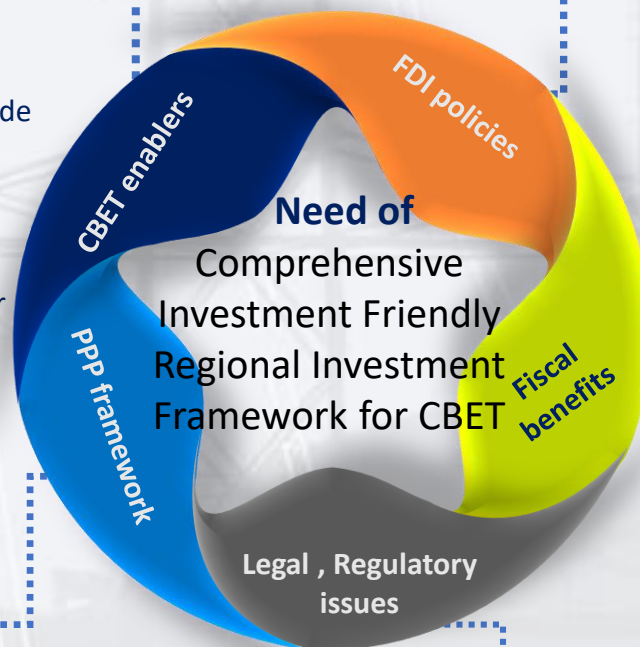 de
r
CBET enablers
FDI policies
Need of
Comprehensive
Investment Friendly
Regional Investment
Framework for CBET
Fiscal
benefits
PPP framework
Legal , Regulatory
issues